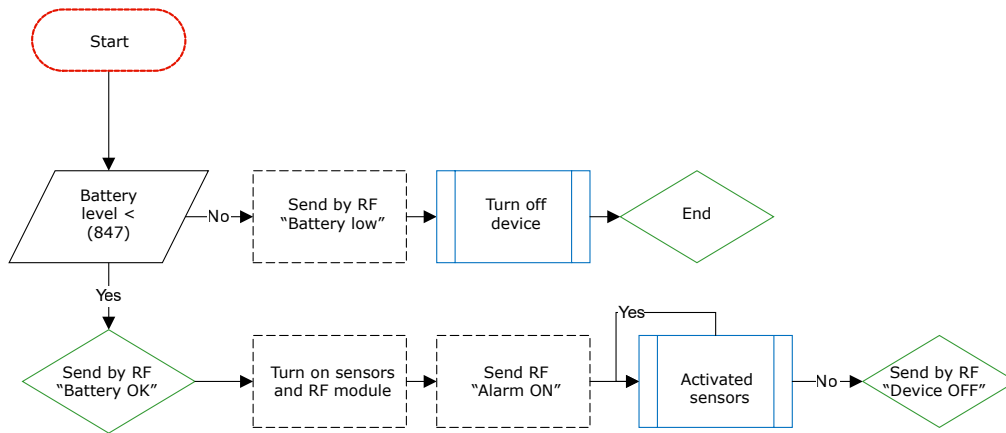 Start
Battery
level <
(847)
No
Send by RF
“Battery low”
Turn off
device
End
Yes
Send by RF
“Battery OK”
Turn on sensors
and RF module
Send RF
“Alarm ON”
Yes
Activated
sensors
No
Send by RF
“Device OFF”